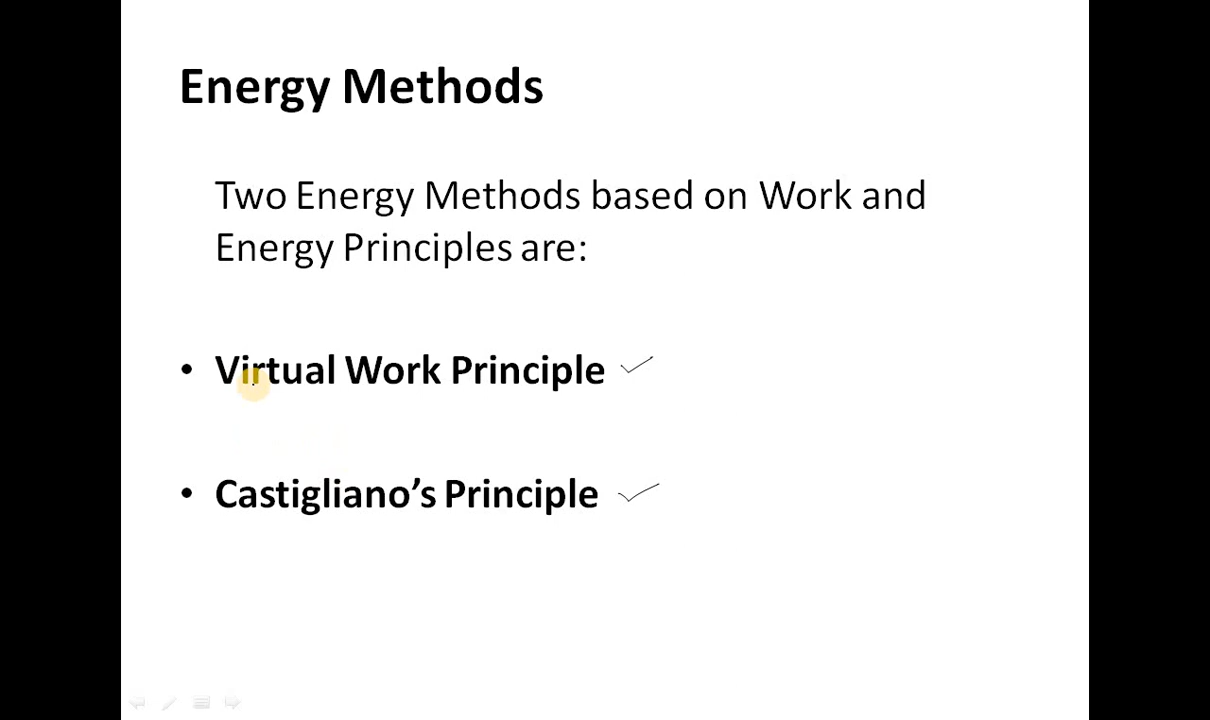 Energy Methods
Two Energy Methods based on Work and
Energy Principles are:
• Virtual Work Principle
• Castigliano’s Principle